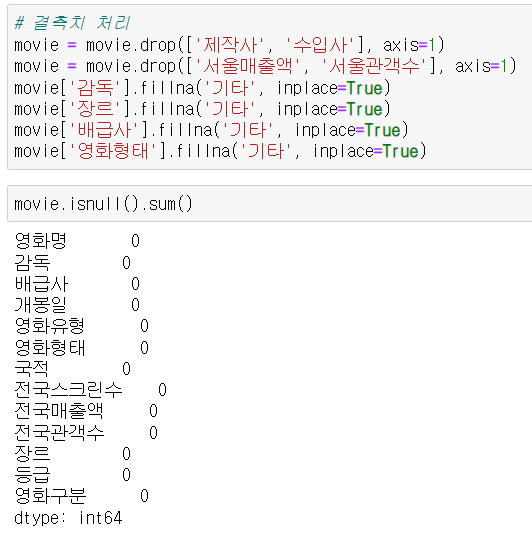 # 결측치 처리
movie = movie.drop(['제작사', '수입사'], axis=1)
movie = movie.drop(['서울매출액', '서울관객수'], axis=1)
movie['감독'].fillna('기타', inplace=True)
movie['장르'].fillna('기타', inplace=True)
movie['배급사'].fillna('기타', inplace=True)
movie['영화형태'].fillna('기타', inplace=True)
movie.isnull().sum()
영화명 0
감독 0
배급사 0
개봉일 0
영화유형 0
영화형태 0
국적 0
전국스크린수 0
전국매출액 0
전국관객수 0
장르 0
등급 0
영화구분 0
dtype: int64